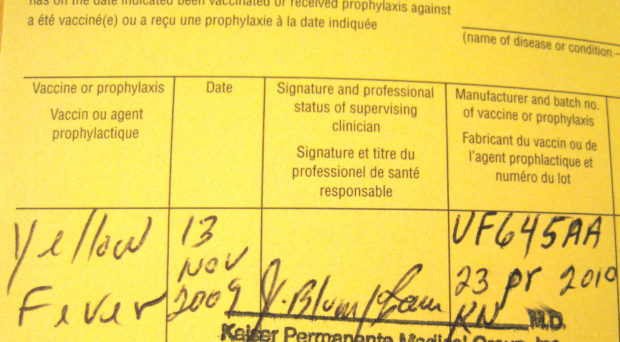 has on the date indicated been vaccinated or received prophylaxis against
a été vacciné(e) ou a reçu une prophylaxie à la date indiquée
(name of disease or condition –
Vaccine or prophylaxis
Vaccin ou agent
prophylactique
Date
Signature and professional
status of supervising
clinician
Signature et titre du
professionel de santé
responsable
Manufacturer and batch no.
of vaccine or prophylaxis
Fabricant du vaccin ou de
l'agent prophlactique et
numéro du lot
Yellow
Fever
13
Nov
2009
UF645AA
23 2010
KN
M.D.
Kaiser Permanente Medical Group, Inc